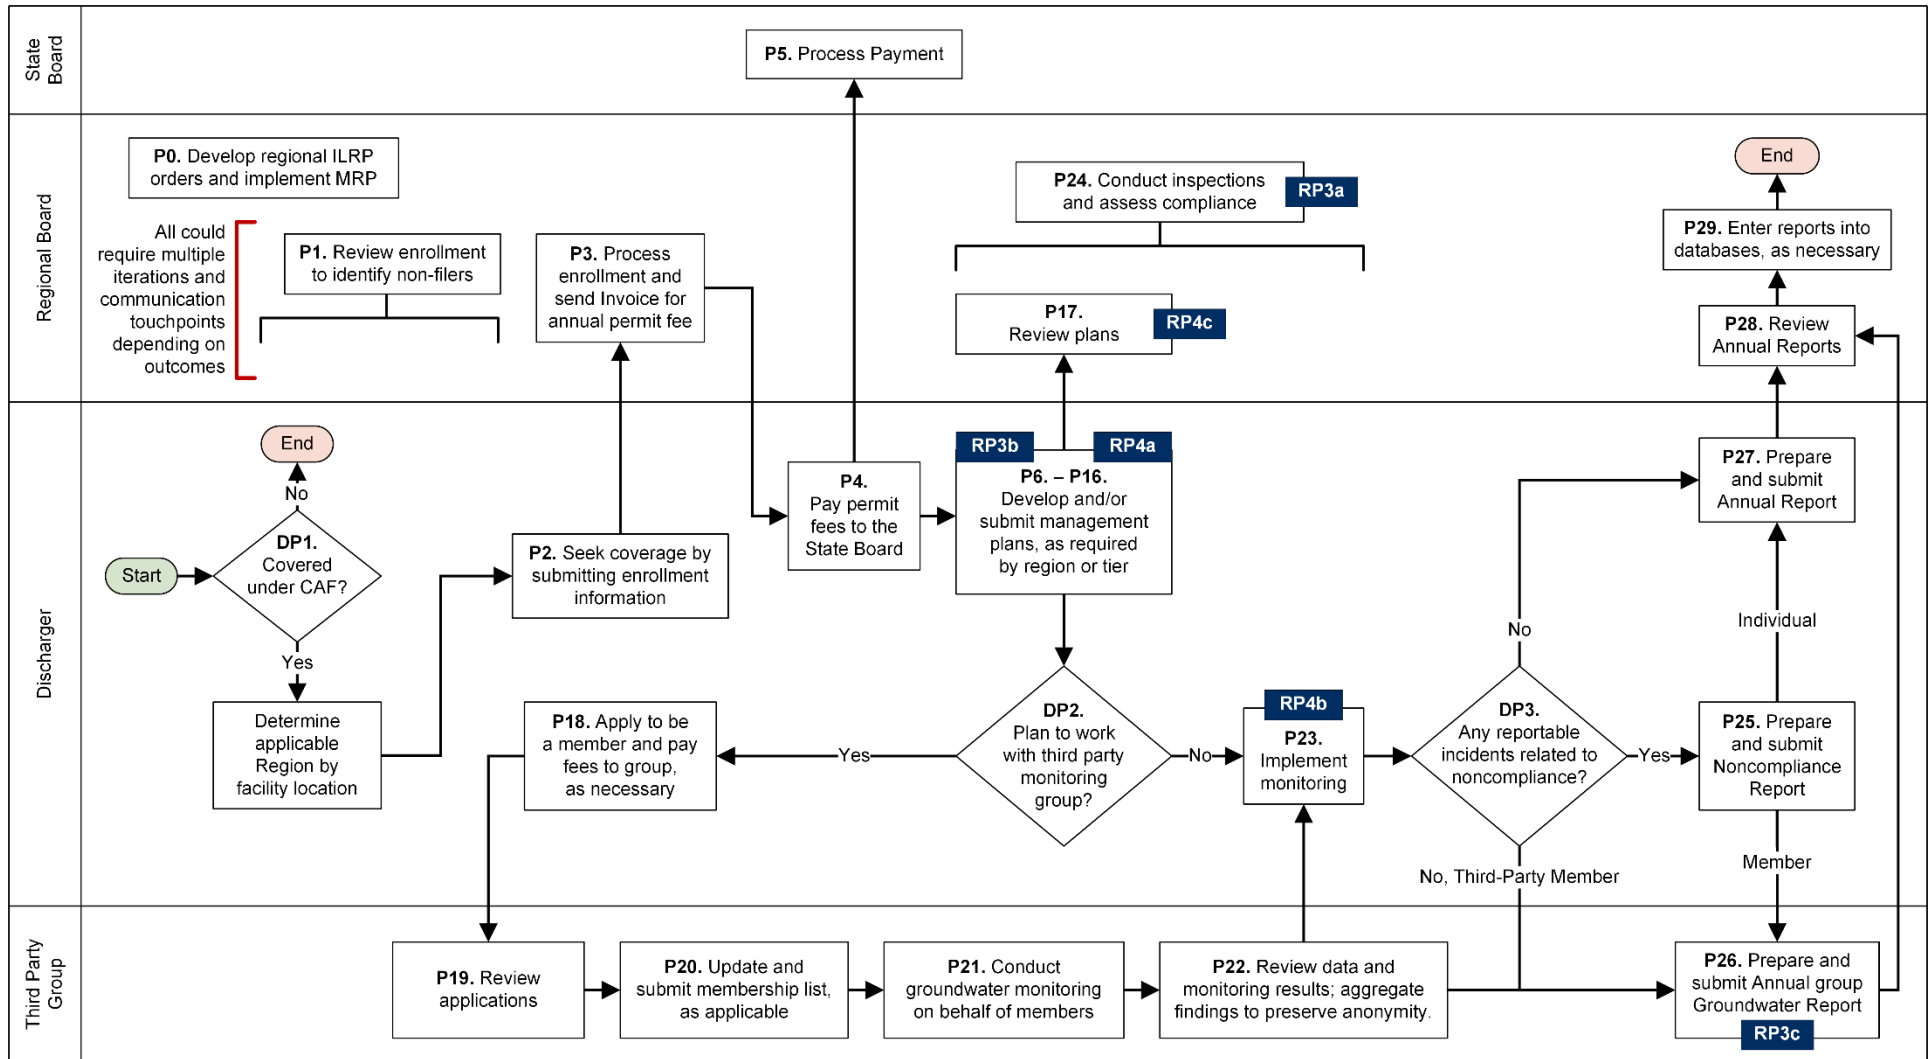 State
Board
P5. Process Payment
Regional Board
P0. Develop regional ILRP
orders and implement MRP
All could
require multiple
iterations and
communication
touchpoints
depending on
outcomes
P1. Review enrollment
to identify non-filers
P3. Process
enrollment and
send Invoice for
annual permit fee
P24. Conduct inspections
and assess compliance
RP3a
P17.
Review plans
RP4c
End
P29. Enter reports into
databases, as necessary
P28. Review
Annual Reports
Discharger
End
No
DP1.
Covered
under CAF?
Start
Yes
Determine
applicable
Region by
facility location
P2. Seek coverage by
submitting enrollment
information
P4.
Pay permit
fees to the
State Board
RP3b
RP4a
P6. – P16.
Develop and/or
submit management
plans, as required
by region or tier
P18. Apply to be
a member and pay
fees to group,
as necessary
Yes
DP2.
Plan to work
with third party
monitoring
group?
No
RP4b
P23.
Implement
monitoring
No
DP3.
Any reportable
incidents related to
noncompliance?
Yes
No, Third-Party Member
P27. Prepare
and submit
Annual Report
Individual
P25. Prepare
and submit
Noncompliance
Report
Member
Third Party
Group
P19. Review
applications
P20. Update and
submit membership list,
as applicable
P21. Conduct
groundwater monitoring
on behalf of members
P22. Review data and
monitoring results; aggregate
findings to preserve anonymity.
P26. Prepare and
submit Annual group
Groundwater Report
RP3c